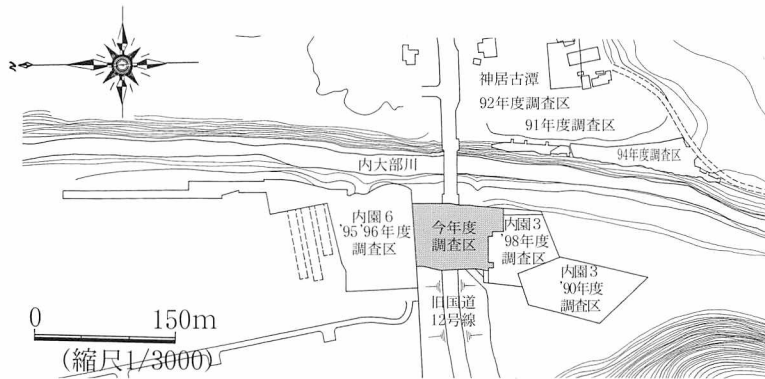 N
神居古潭
92年度調査区
91年度調査区
94年度調査区
内大部川
内園6
'95'96年度
調査区
今年度
調査区
内園3
'98年度
調査区
内園3
'90年度
調査区
旧国道
12号線
0 150m
(縮尺1/3000)